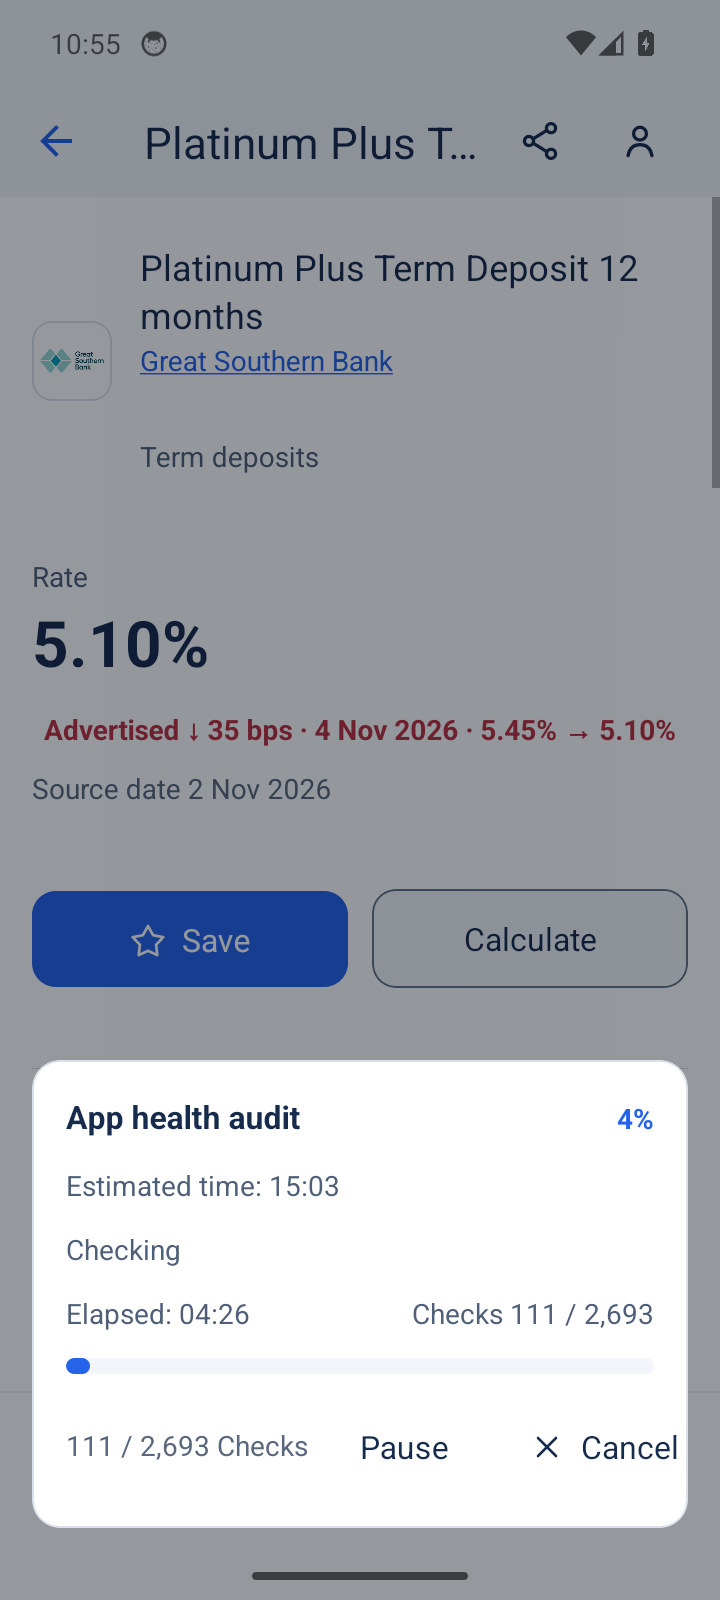 10:55
Platinum Plus T...
Platinum Plus Term Deposit 12
months
Great Southern Bank
Great
Southern
Bank
Term deposits
Rate
5.10%
Advertised ↓ 35 bps · 4 Nov 2026 · 5.45% → 5.10%
Source date 2 Nov 2026
Save
Calculate
App health audit
4%
Estimated time: 15:03
Checking
Elapsed: 04:26
Checks 111 / 2,693
111 / 2,693 Checks
Pause
Cancel